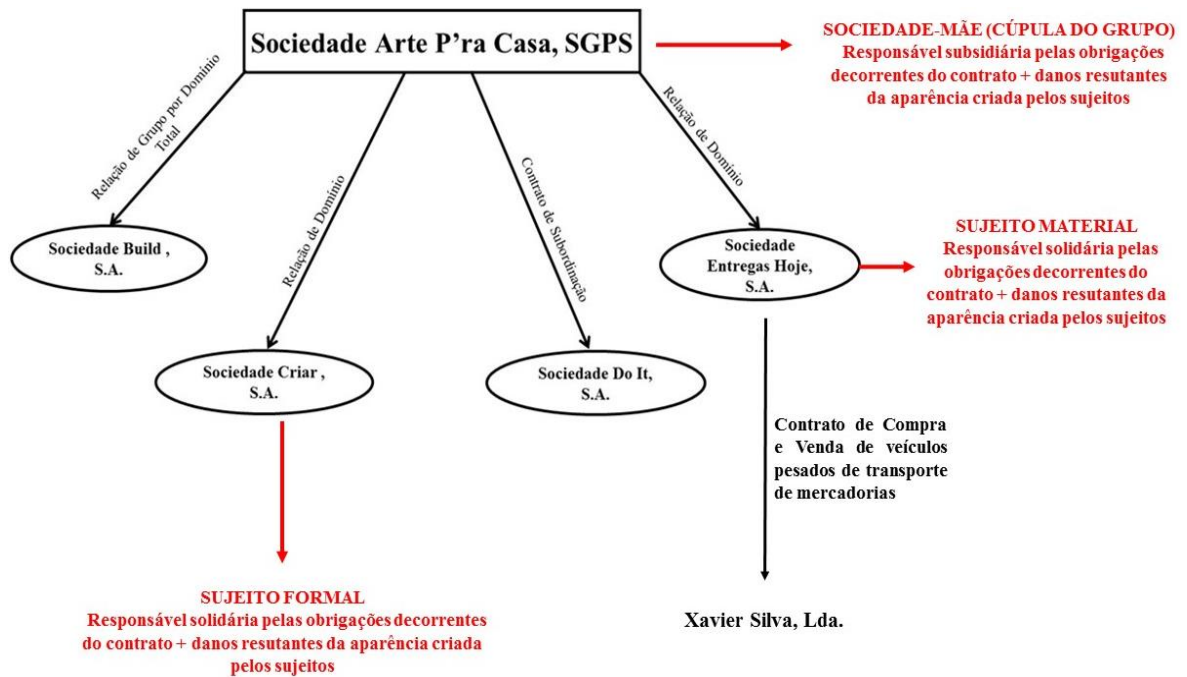 Sociedade Arte P’ra Casa, SGPS
SOCIEDADE-MÃE (CÚPULA DO GRUPO)
Responsável subsidiária pelas obrigações
decorrentes do contrato + danos resutantes
da aparência criada pelos sujeitos
Relação de Grupo por Domínio
Total
Relação de Domínio
Contrato de Subordinação
Relação de Domínio
Sociedade Build ,
S.A.
Sociedade
Entregas Hoje,
S.A.
SUJEITO MATERIAL
Responsável solidária pelas
obrigações decorrentes do
contrato + danos resutantes da
aparência criada pelos sujeitos
Sociedade Criar ,
S.A.
Sociedade Do It,
S.A.
Contrato de Compra
e Venda de veículos
pesados de transporte
de mercadorias
SUJEITO FORMAL
Responsável solidária pelas obrigações decorrentes
do contrato + danos resutantes da aparência criada
pelos sujeitos
Xavier Silva, Lda.